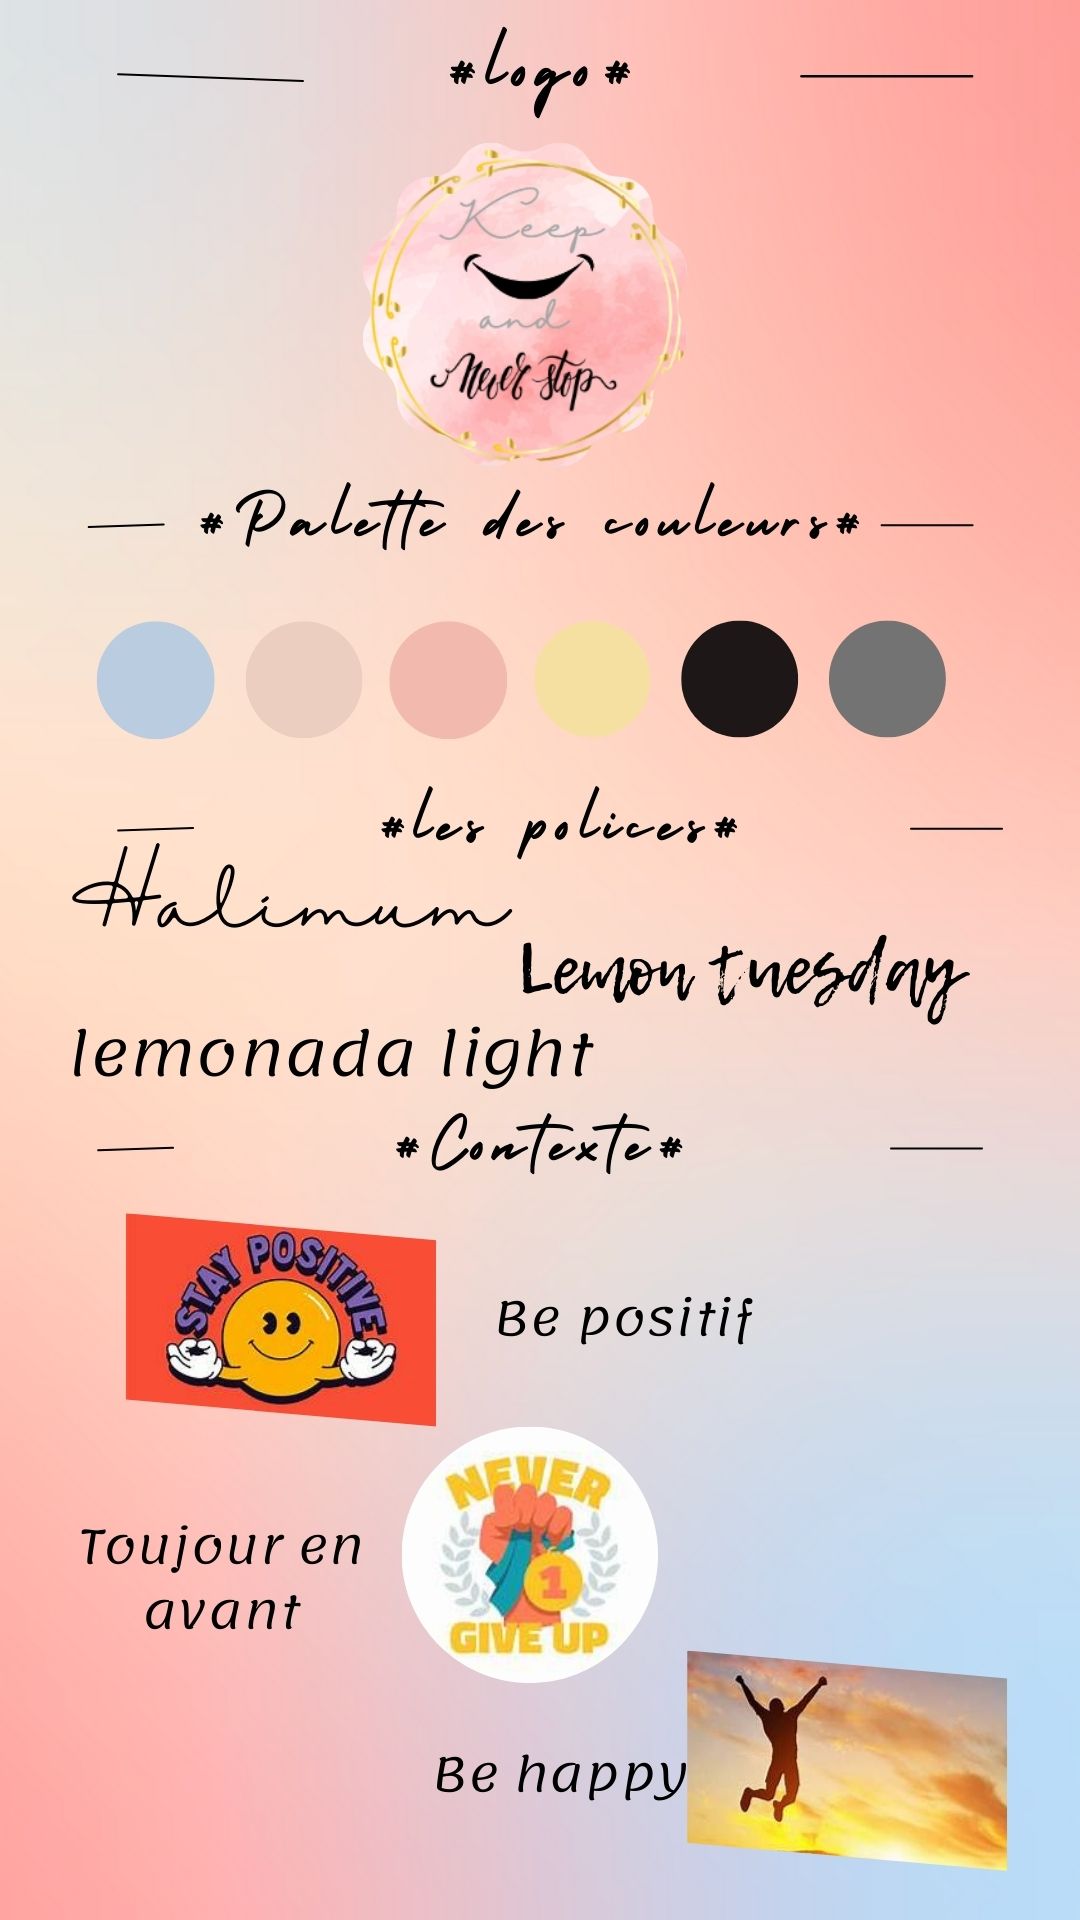 #logo#
Keep
and
Never stop
#Palette des couleurs#
#les polices#
Halimum
Lemon tuesday
lemonada light
#Contexte#
STAY POSITIVE
Be positif
NEVER
1
GIVE UP
Toujour en
avant
Be happy